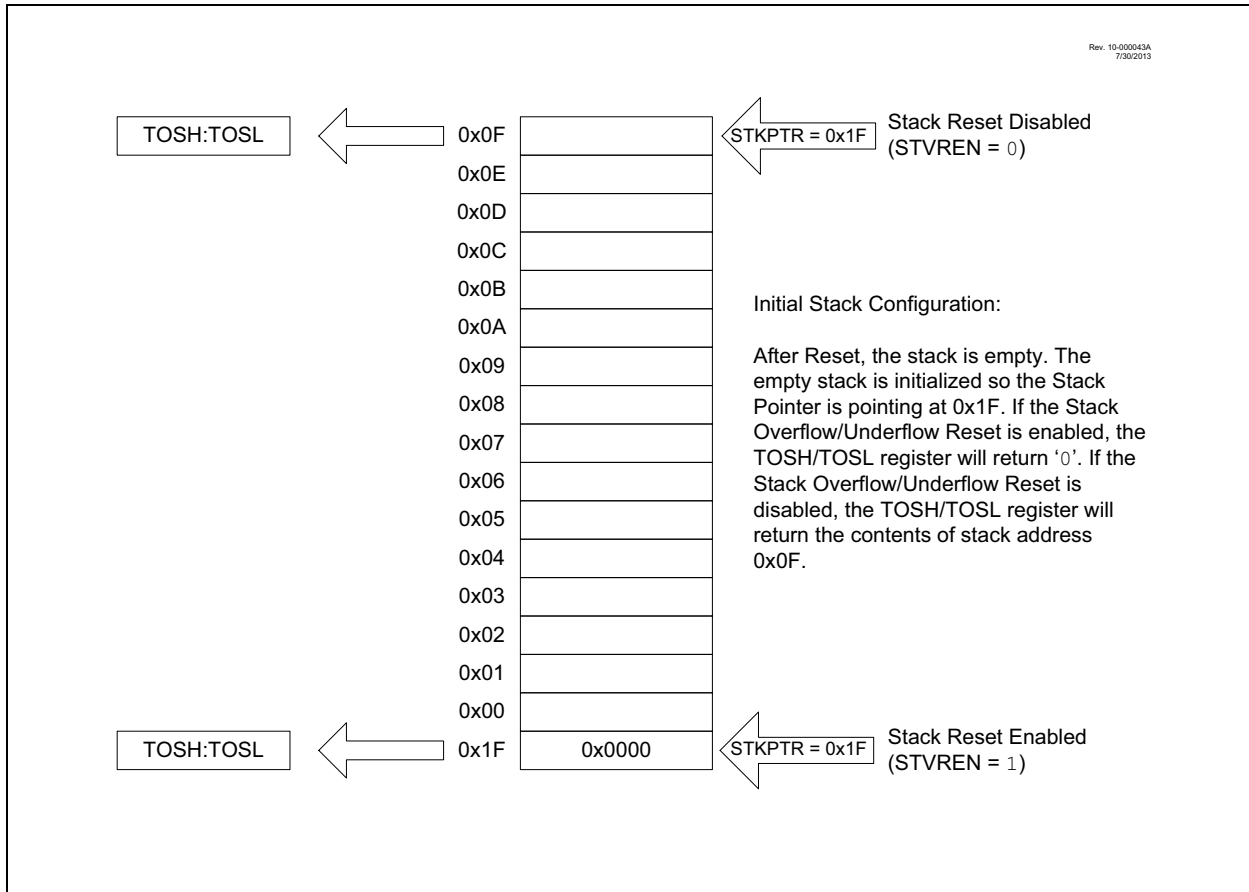 Rev. 10-000043A
7/30/2013
TOSH:TOSL
0x0F
STKPTR = 0x1F
Stack Reset Disabled
(STVREN = 0)
0x0E
0x0D
0x0C
0x0B
0x0A
0x09
0x08
0x07
0x06
0x05
0x04
0x03
0x02
0x01
0x00
Initial Stack Configuration:
After Reset, the stack is empty. The
empty stack is initialized so the Stack
Pointer is pointing at 0x1F. If the Stack
Overflow/Underflow Reset is enabled, the
TOSH/TOSL register will return ‘0’. If the
Stack Overflow/Underflow Reset is
disabled, the TOSH/TOSL register will
return the contents of stack address
0x0F.
TOSH:TOSL
0x1F
0x0000
STKPTR = 0x1F
Stack Reset Enabled
(STVREN = 1)